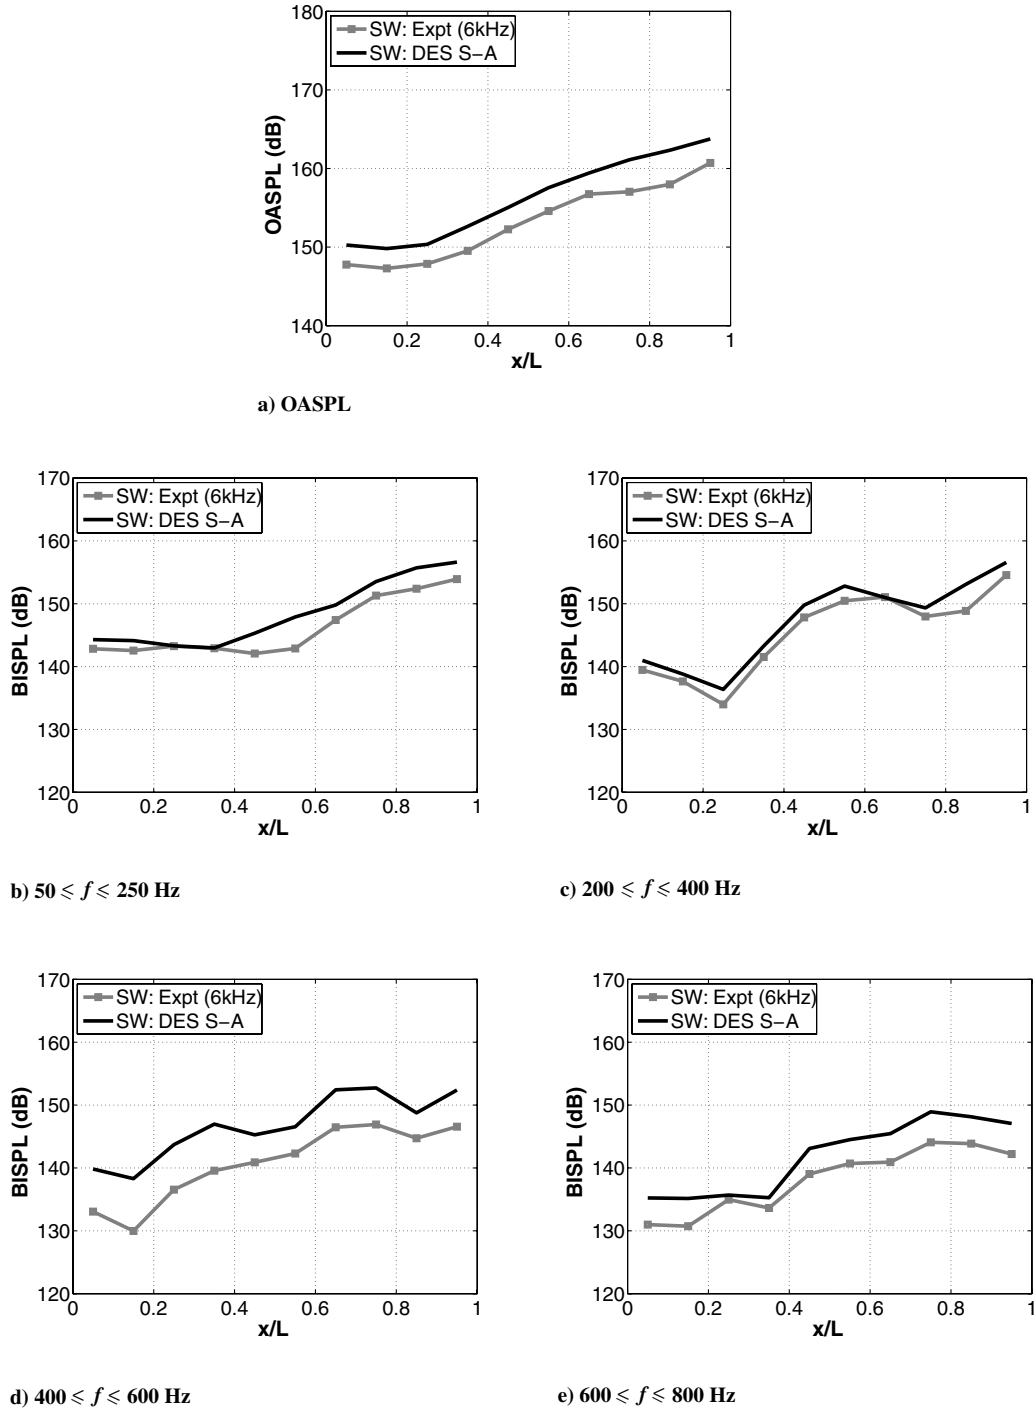 180
170
160
150
140
OASPL (dB)
SW: Expt (6kHz)
SW: DES S−A
0 0.2 0.4 0.6 0.8 1
x/L
a) OASPL
170
160
150
140
130
120
BISPL (dB)
SW: Expt (6kHz)
SW: DES S−A
0 0.2 0.4 0.6 0.8 1
x/L
b) 50 ⩽ f ⩽ 250 Hz
170
160
150
140
130
120
BISPL (dB)
SW: Expt (6kHz)
SW: DES S−A
0 0.2 0.4 0.6 0.8 1
x/L
c) 200 ⩽ f ⩽ 400 Hz
170
160
150
140
130
120
BISPL (dB)
SW: Expt (6kHz)
SW: DES S−A
0 0.2 0.4 0.6 0.8 1
x/L
d) 400 ⩽ f ⩽ 600 Hz
170
160
150
140
130
120
BISPL (dB)
SW: Expt (6kHz)
SW: DES S−A
0 0.2 0.4 0.6 0.8 1
x/L
e) 600 ⩽ f ⩽ 800 Hz